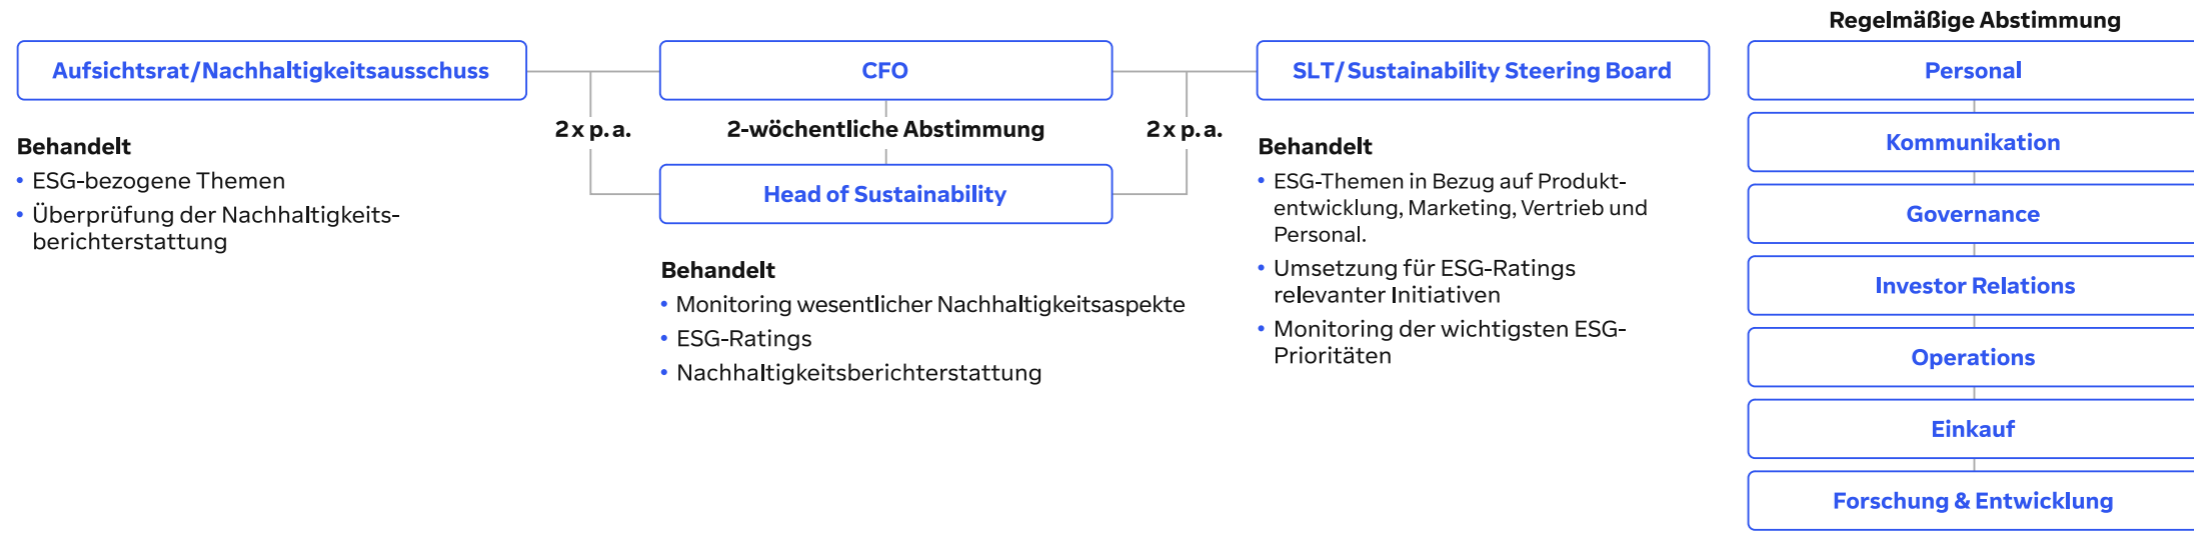 Aufsichtsrat/Nachhaltigkeitsausschuss
Behandelt
• ESG-bezogene Themen
• Überprüfung der Nachhaltigkeits-
berichterstattung
2 x p. a.
CFO
2-wöchentliche Abstimmung
Head of Sustainability
Behandelt
• Monitoring wesentlicher Nachhaltigkeitsaspekte
• ESG-Ratings
• Nachhaltigkeitsberichterstattung
2 x p. a.
SLT/Sustainability Steering Board
Behandelt
• ESG-Themen in Bezug auf Produkt-
entwicklung, Marketing, Vertrieb und
Personal.
• Umsetzung für ESG-Ratings
relevanter Initiativen
• Monitoring der wichtigsten ESG-
Prioritäten
Regelmäßige Abstimmung
Personal
Kommunikation
Governance
Investor Relations
Operations
Einkauf
Forschung & Entwicklung